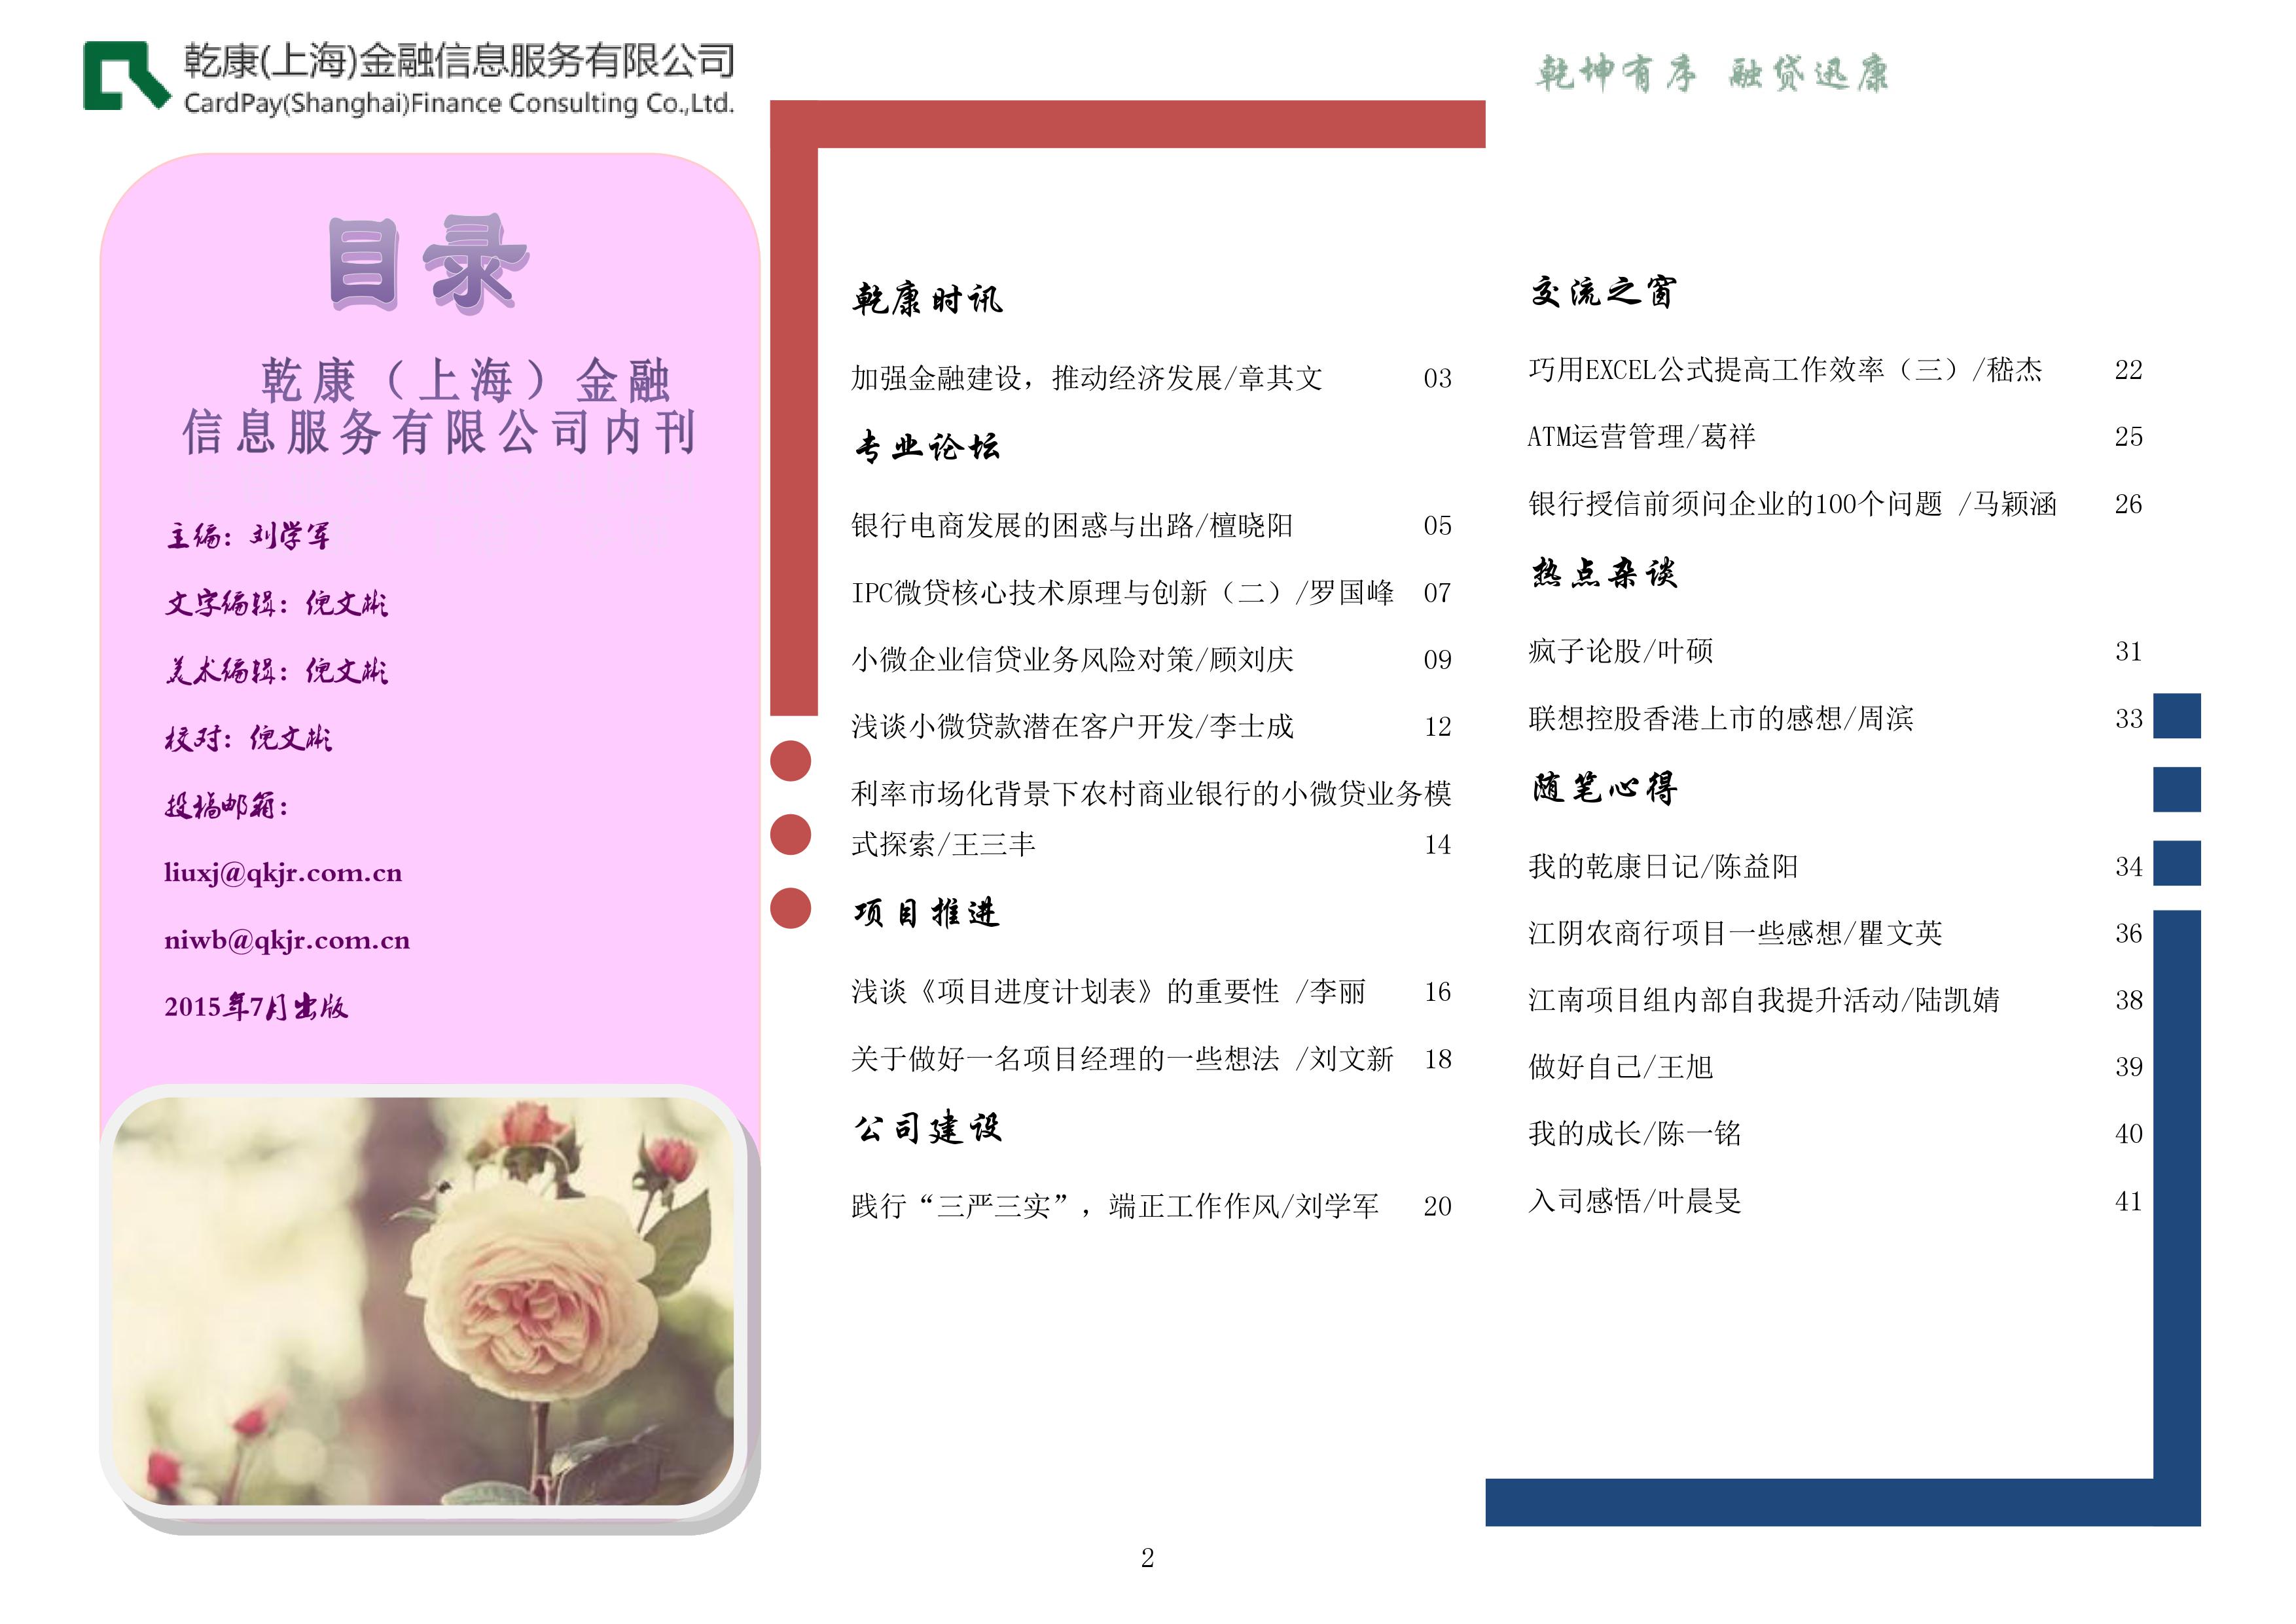 乾康(上海)金融信息服务有限公司
CardPay(Shanghai)Finance Consulting Co.,Ltd.
乾坤有序 融贷迅康
目录
乾康（上海）金融
信息服务有限公司内刊
主编：刘学军
文字编辑：倪文彬
美术编辑：倪文彬
校对：倪文彬
投稿邮箱：
liuxj@qkjr.com.cn
niwb@qkjr.com.cn
2015年7月出版
乾康时讯
加强金融建设，推动经济发展/章其文 03
专业论坛
银行电商发展的困惑与出路/檀晓阳 05
IPC微贷核心技术原理与创新（二）/罗国峰 07
小微企业信贷业务风险对策/顾刘庆 09
浅谈小微贷款潜在客户开发/李士成 12
利率市场化背景下农村商业银行的小微贷业务模
式探索/王三丰 14
项目推进
浅谈《项目进度计划表》的重要性 /李丽 16
关于做好一名项目经理的一些想法 /刘文新 18
公司建设
践行“三严三实”，端正工作作风/刘学军 20
交流之窗
巧用EXCEL公式提高工作效率（三）/嵇杰 22
ATM运营管理/葛祥 25
银行授信前须问企业的100个问题 /马颖涵 26
热点杂谈
疯子论股/叶硕 31
联想控股香港上市的感想/周滨 33
随笔心得
我的乾康日记/陈益阳 34
江阴农商行项目一些感想/瞿文英 36
江南项目组内部自我提升活动/陆凯婧 38
做好自己/王旭 39
我的成长/陈一铭 40
入司感悟/叶晨旻 41
2